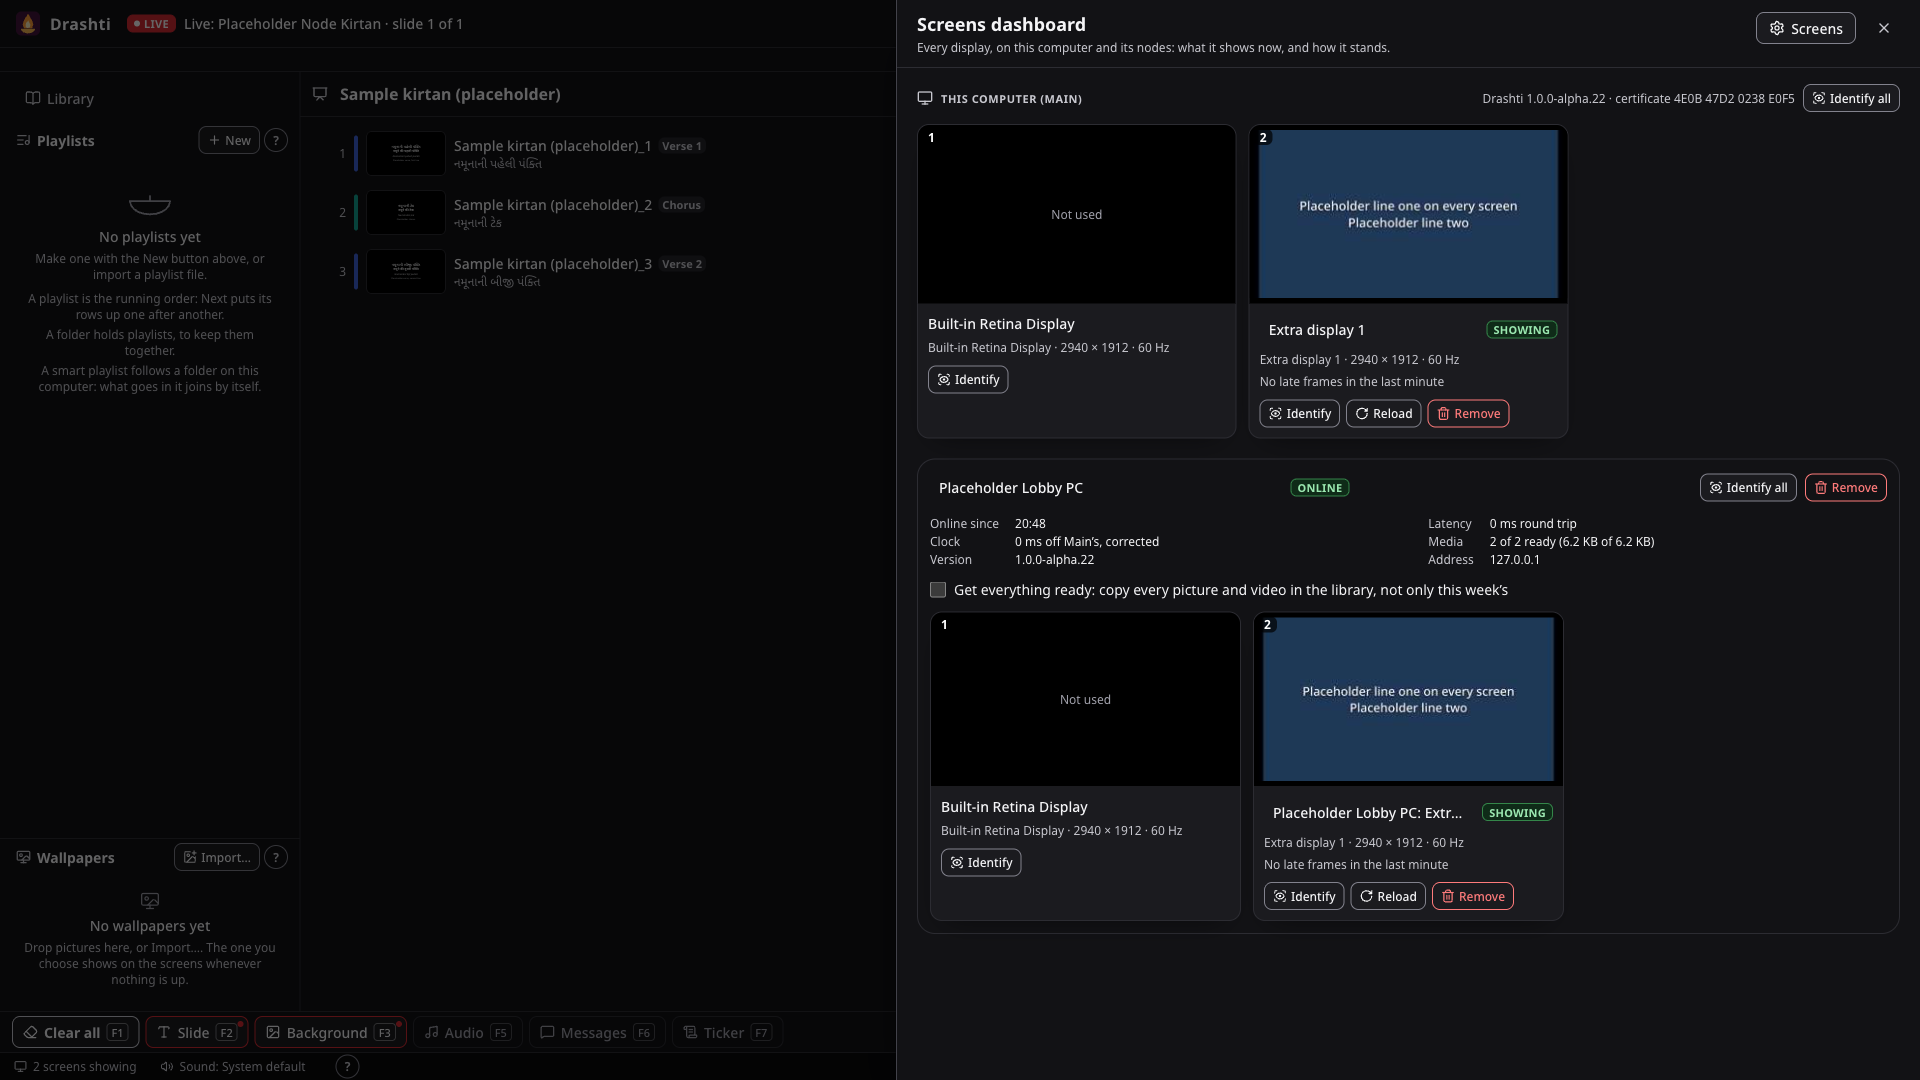 Drashti
LIVE
Live: Placeholder Node Kirtan · slide 1 of 1
Library
Playlists
New
?
No playlists yet
Make one with the New button above, or
import a playlist file.
A playlist is the running order: Next puts its
rows up one after another.
A folder holds playlists, to keep them
together.
A smart playlist follows a folder on this
computer: what goes in it joins by itself.
Wallpapers
Import…
?
No wallpapers yet
Drop pictures here, or Import…. The one you
choose shows on the screens whenever
nothing is up.
Sample kirtan (placeholder)
1
Sample kirtan (placeholder)_1 Verse 1
નમૂનાની પહેલી પંક્તિ
2
Sample kirtan (placeholder)_2 Chorus
નમૂનાની ટેક
3
Sample kirtan (placeholder)_3 Verse 2
નમૂનાની બીજી પંક્તિ
Clear all F1
Slide F2
Background F3
Audio F5
Messages F6
Ticker F7
2 screens showing
Sound: System default
?
Screens dashboard
Every display, on this computer and its nodes: what it shows now, and how it stands.
Screens
THIS COMPUTER (MAIN)
Drashti 1.0.0-alpha.22 · certificate 4E0B 47D2 0238 E0F5
Identify all
1
Not used
Built-in Retina Display
Built-in Retina Display · 2940 × 1912 · 60 Hz
Identify
2
Placeholder line one on every screen
Placeholder line two
Extra display 1
SHOWING
Extra display 1 · 2940 × 1912 · 60 Hz
No late frames in the last minute
Identify
Reload
Remove
Placeholder Lobby PC
ONLINE
Identify all
Remove
Online since 20:48
Clock 0 ms off Main’s, corrected
Version 1.0.0-alpha.22
Latency 0 ms round trip
Media 2 of 2 ready (6.2 KB of 6.2 KB)
Address 127.0.0.1
Get everything ready: copy every picture and video in the library, not only this week’s
1
Not used
Built-in Retina Display
Built-in Retina Display · 2940 × 1912 · 60 Hz
Identify
2
Placeholder line one on every screen
Placeholder line two
Placeholder Lobby PC: Extr...
SHOWING
Extra display 1 · 2940 × 1912 · 60 Hz
No late frames in the last minute
Identify
Reload
Remove